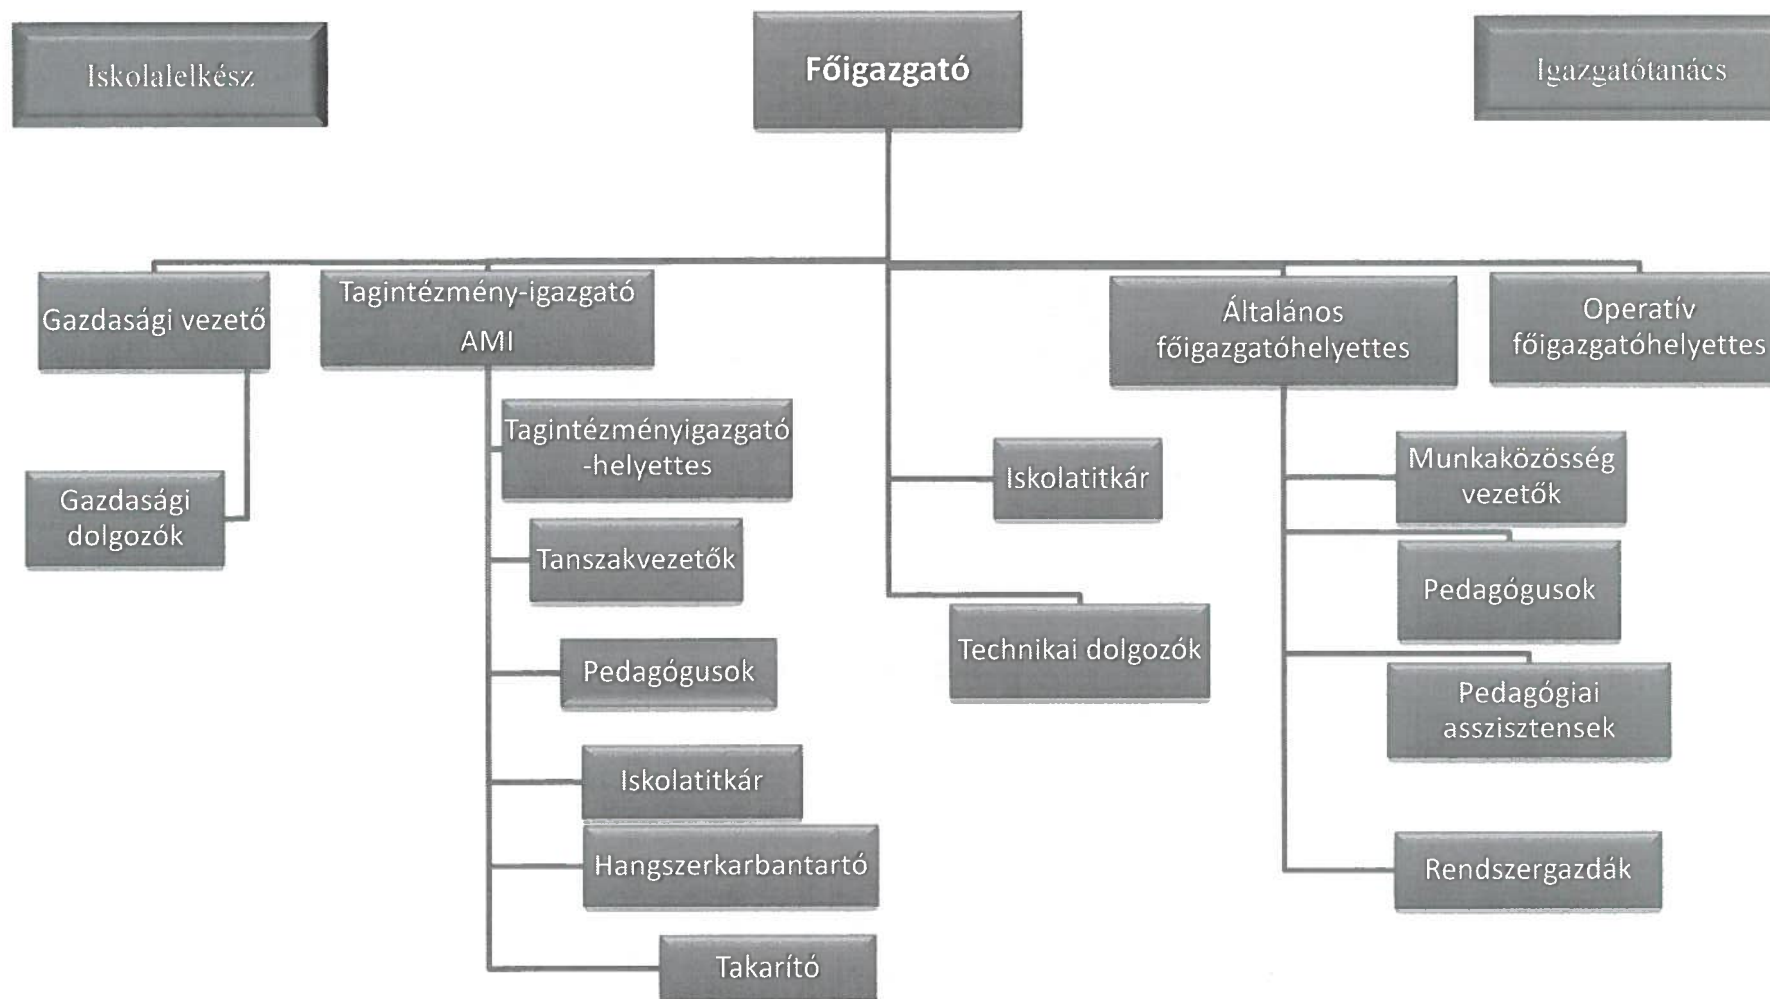 Iskolalelkész
Főigazgató
Igazgatótanács
Gazdasági vezető
Tagintézmény-igazgató
AMI
Általános
főigazgatóhelyettes
Operatív
főigazgatóhelyettes
Gazdasági
dolgozók
Tagintézményigazgató
-helyettes
Tanszakvezetők
Pedagógusok
Iskolatitkár
Hangszerkarbantartó
Takarító
Iskolatitkár
Technikai dolgozók
Munkaközösség
vezetők
Pedagógusok
Pedagógiai
asszisztensek
Rendszergazdák